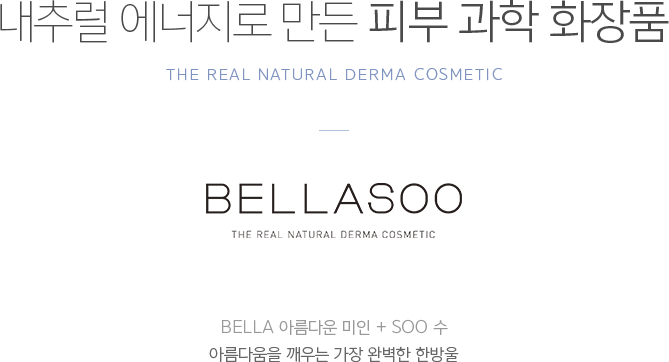 내추럴 에너지로 만든 피부 과학 화장품
THE REAL NATURAL DERMA COSMETIC
BELLASOO
THE REAL NATURAL DERMA COSMETIC
BELLA 아름다운 미인 + SOO 수
아름다움을 깨우는 가장 완벽한 한방울